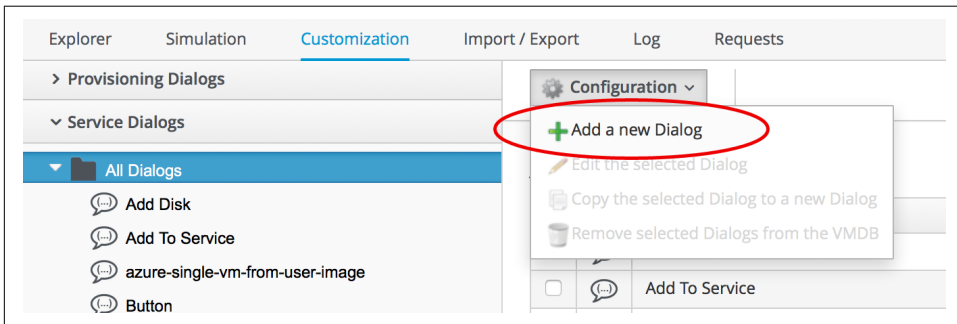 Explorer Simulation Customization Import / Export Log Requests
Provisioning Dialogs
Service Dialogs
All Dialogs
Add Disk
Add To Service
azure-single-vm-from-user-image
Button
Configuration
Add a new Dialog
Edit the selected Dialog
Copy the selected Dialog to a new Dialog
Remove selected Dialogs from the VMDB
Add To Service